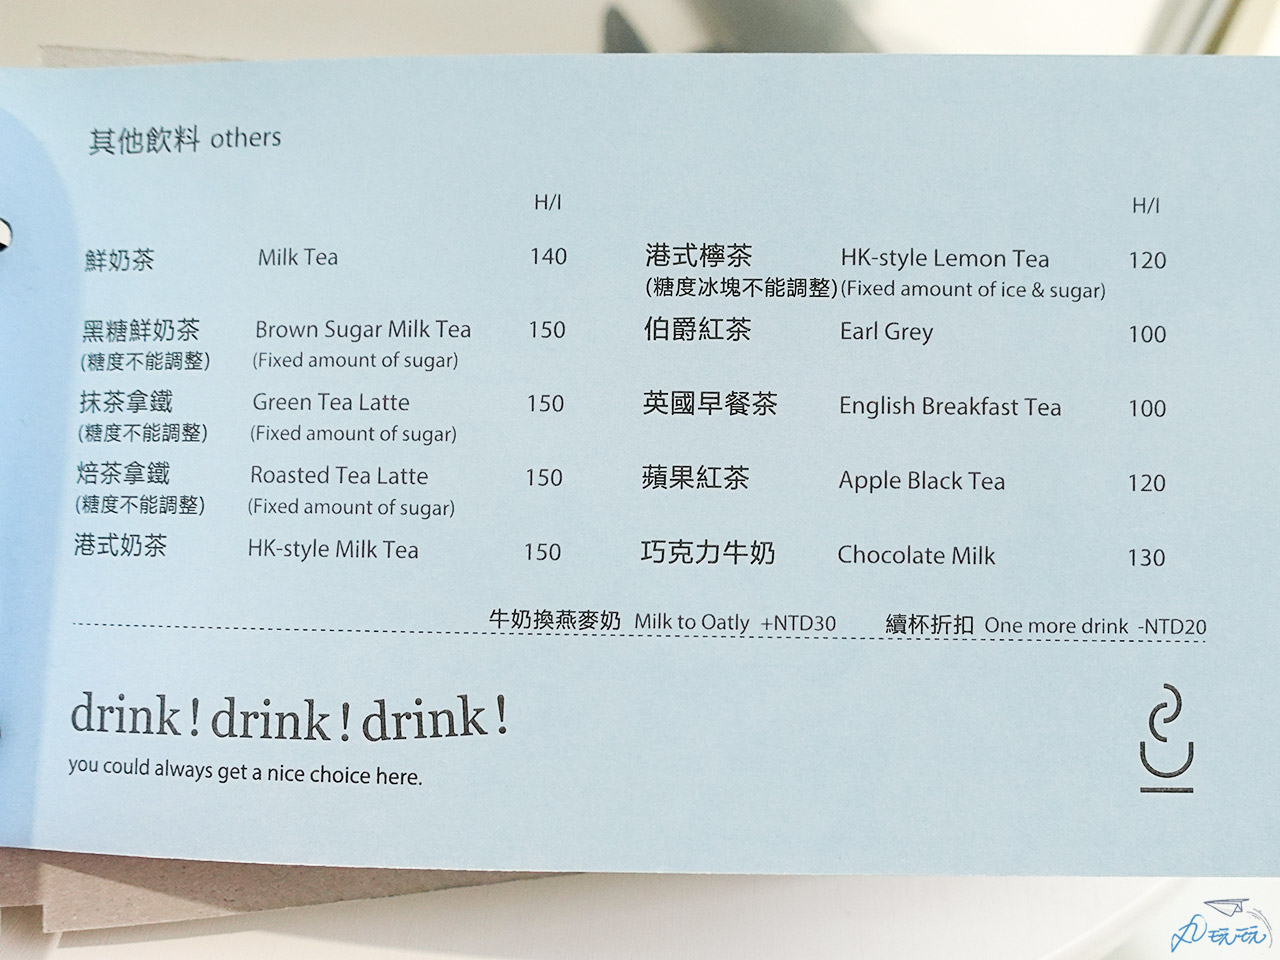 其他飲料 others
H/I
鮮奶茶 Milk Tea 140
黑糖鮮奶茶 Brown Sugar Milk Tea 150
(糖度不能調整) (Fixed amount of sugar)
抹茶拿鐵 Green Tea Latte 150
(糖度不能調整) (Fixed amount of sugar)
焙茶拿鐵 Roasted Tea Latte 150
(糖度不能調整) (Fixed amount of sugar)
港式奶茶 HK-style Milk Tea 150
H/I
港式檸茶 HK-style Lemon Tea 120
(糖度冰塊不能調整) (Fixed amount of ice & sugar)
伯爵紅茶 Earl Grey 100
英國早餐茶 English Breakfast Tea 100
蘋果紅茶 Apple Black Tea 120
巧克力牛奶 Chocolate Milk 130
牛奶換燕麥奶 Milk to Oatly +NTD30 續杯折扣 One more drink -NTD20
drink! drink! drink!
you could always get a nice choice here.